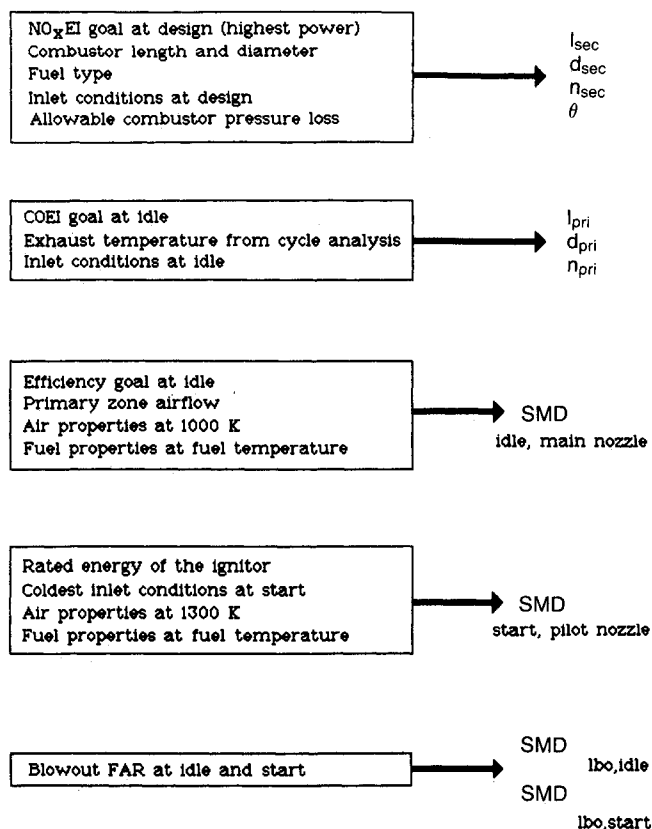 NOxEI goal at design (highest power)
Combustor length and diameter
Fuel type
Inlet conditions at design
Allowable combustor pressure loss
lsec
dsec
nsec
θ
COEI goal at idle
Exhaust temperature from cycle analysis
Inlet conditions at idle
lpri
dpri
npri
Efficiency goal at idle
Primary zone airflow
Air properties at 1000 K
Fuel properties at fuel temperature
SMD
idle, main nozzle
Rated energy of the ignitor
Coldest inlet conditions at start
Air properties at 1300 K
Fuel properties at fuel temperature
SMD
start, pilot nozzle
Blowout FAR at idle and start
SMD
lbo,idle
SMD
lbo,start